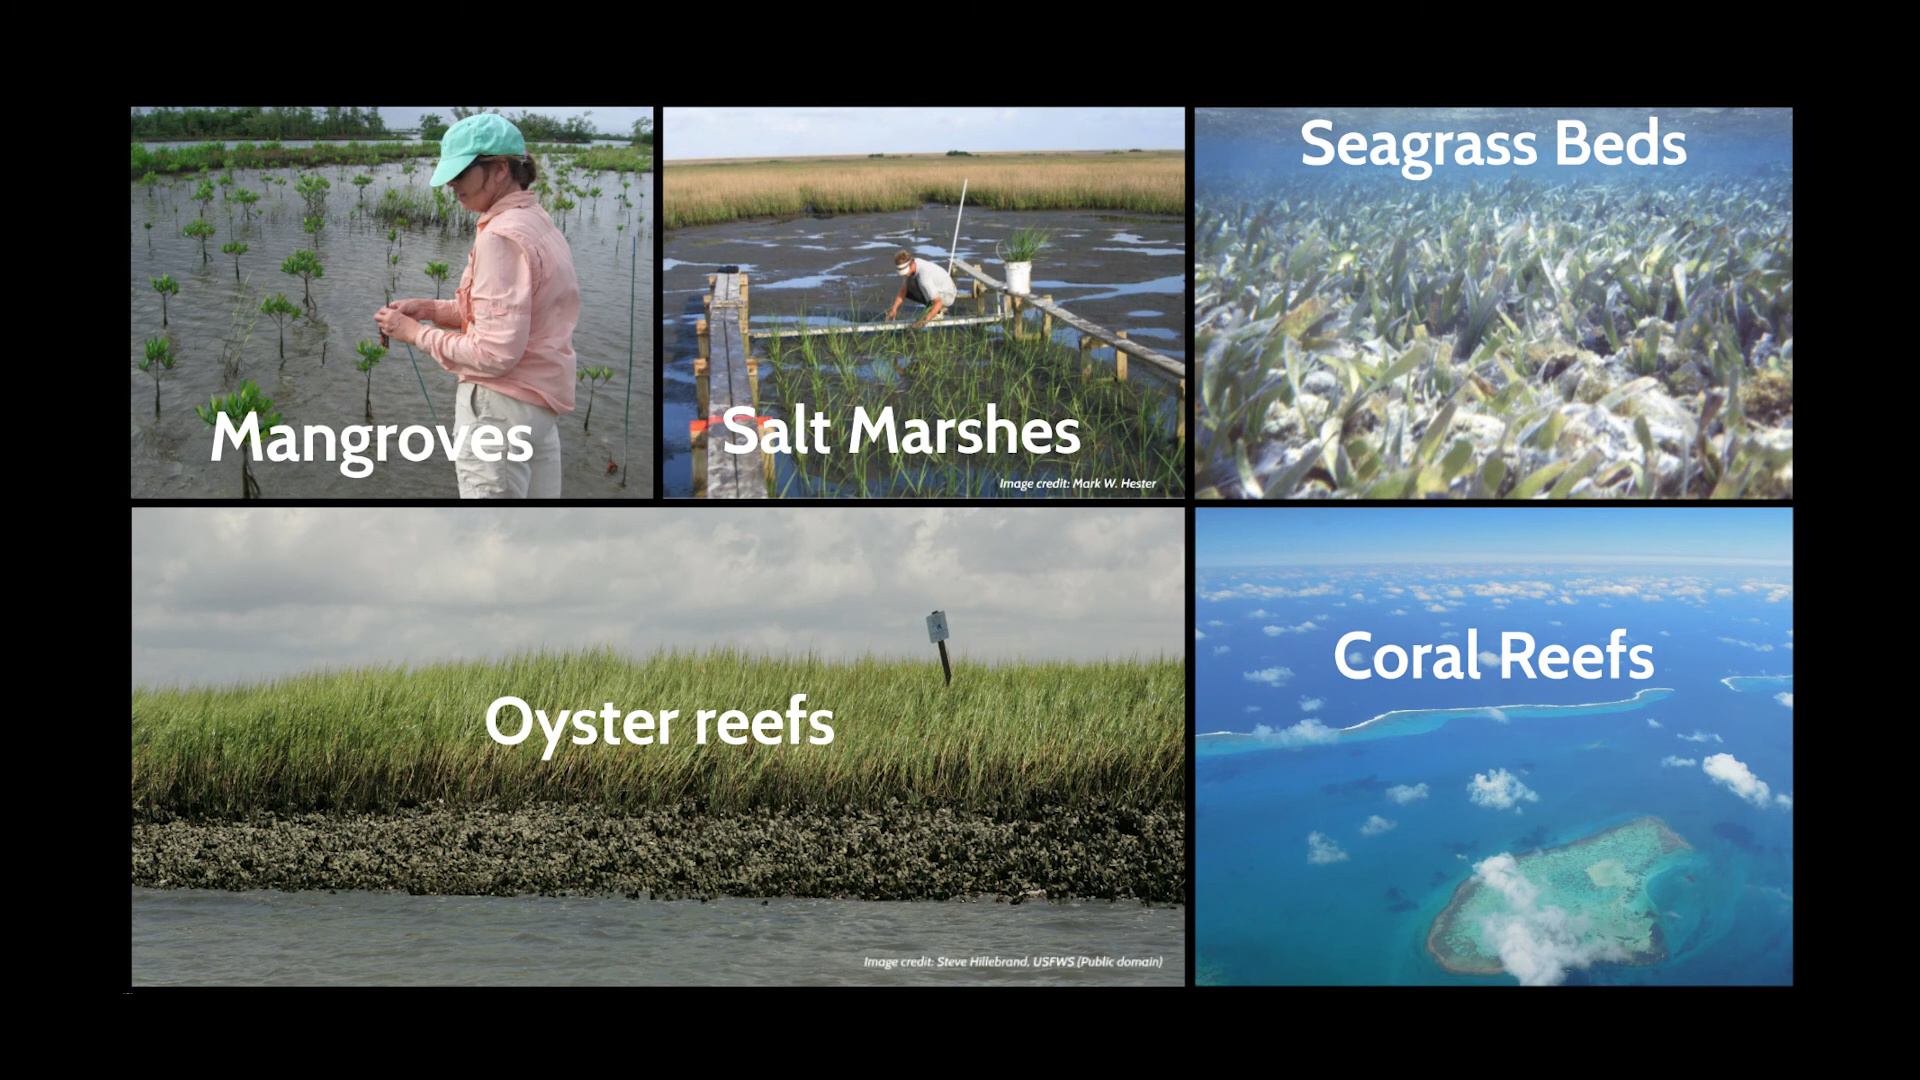 Seagrass Beds
Mangroves
Salt Marshes
Image credit: Mark W. Hester
Oyster reefs
Coral Reefs
Image credit: Steve Hillebrand, USFWS (Public domain)